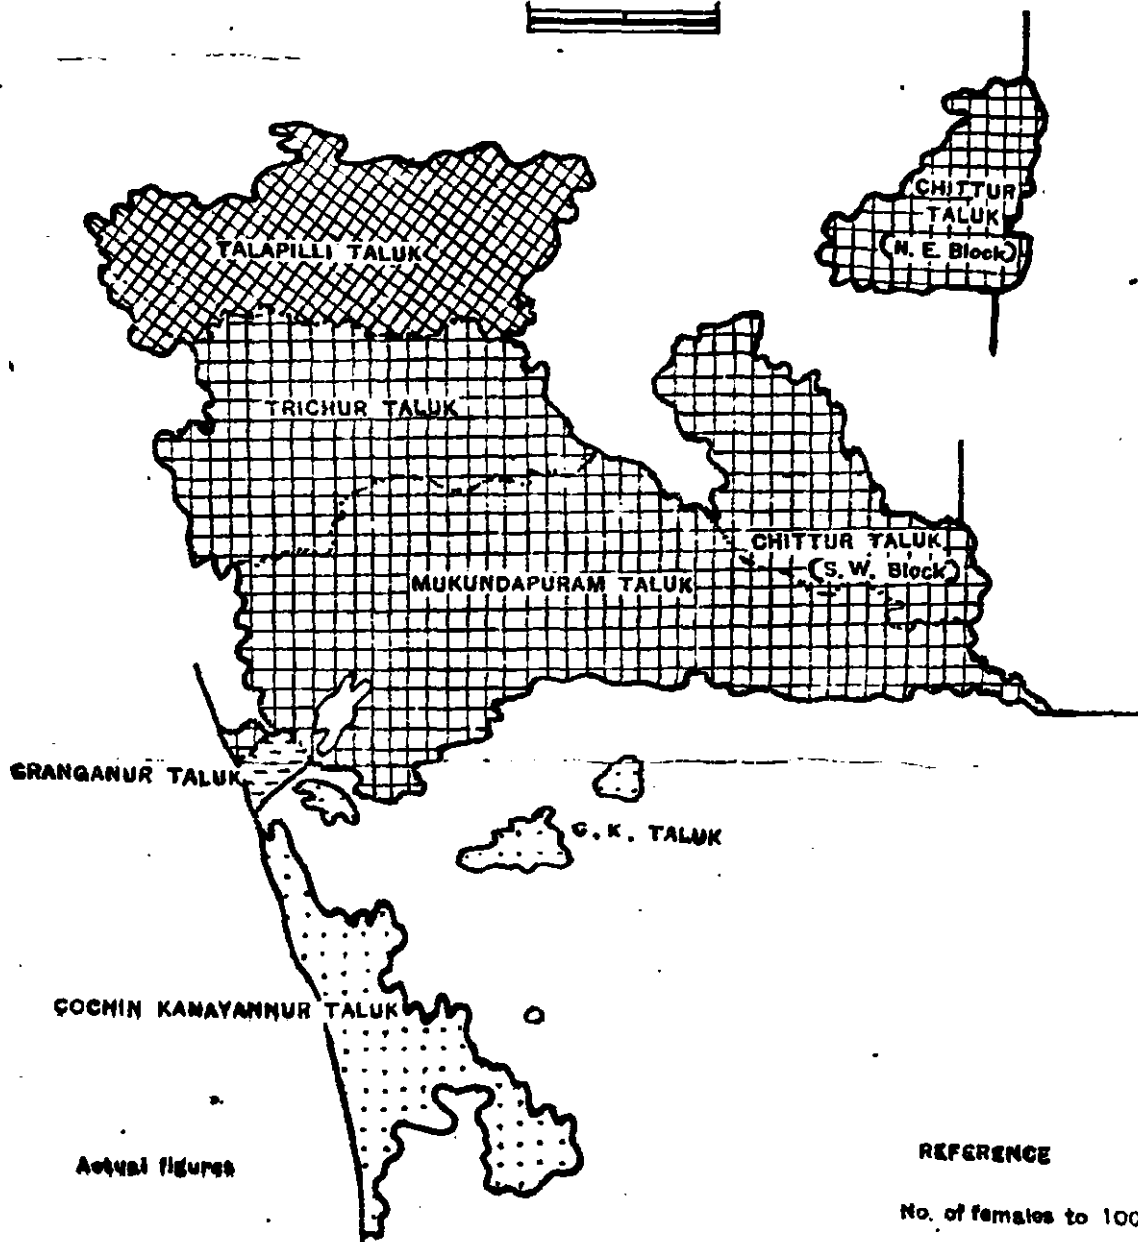 CHITTUR
TALUK
(N. E. Block)
TALAPILLI TALUK
TRICHUR TALUK
CHITTUR TALUK
(S. W. Block)
MUKUNDAPURAM TALUK
CRANGANUR TALUK
C. K. TALUK
COCHIN KANAYANNUR TALUK
Actual figures
REFERENCE
No. of females to 100